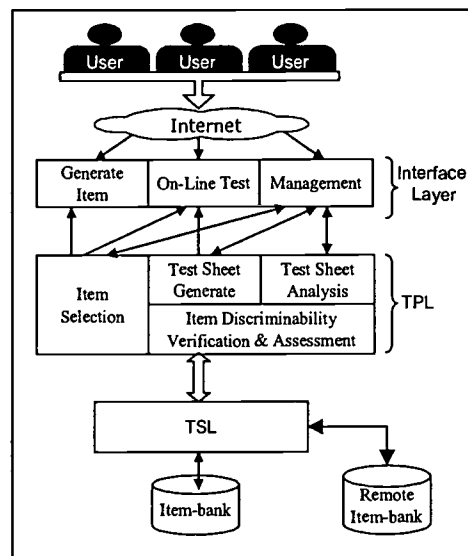 User User User
Internet
Generate Item
On-Line Test
Management
Interface Layer
Item Selection
Test Sheet Generate
Test Sheet Analysis
TPL
Item Discriminability
Verification & Assessment
TSL
Item-bank
Remote Item-bank